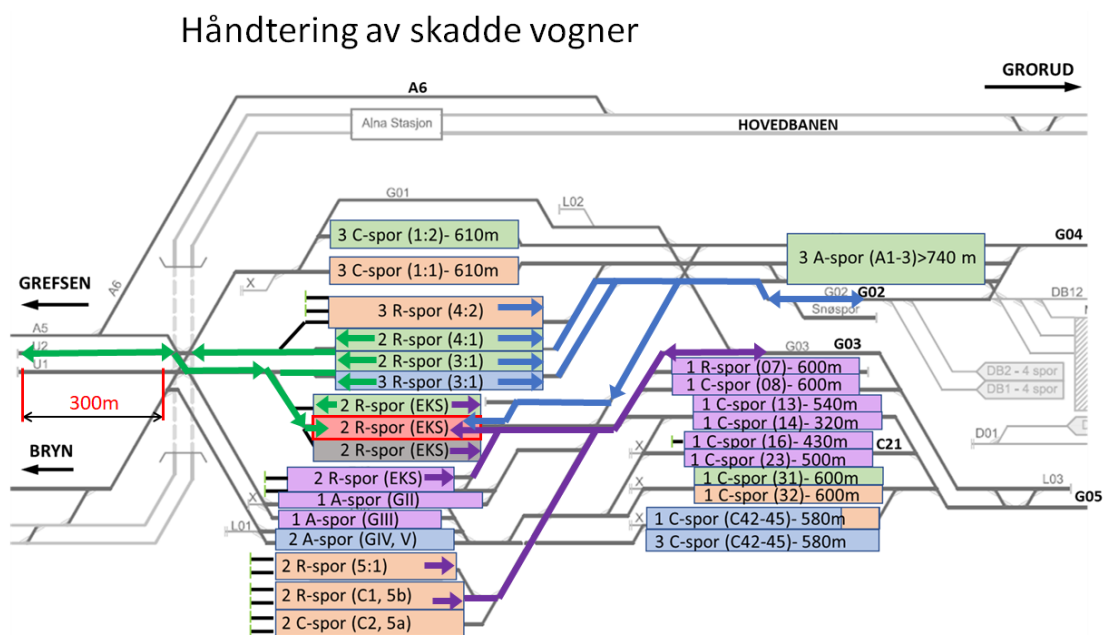 Håndtering av skadde vogner
GRORUD
A6
Alna Stasjon
HOVEDBANEN
G01
L02
3 C-spor (1:2)- 610m
3 A-spor (A1-3)>740 m
G04
A6
3 C-spor (1:1)- 610m
X
GREFSEN
G02
G02
DB12
3 R-spor (4:2)
Snøspor
A5
2 R-spor (4:1)
U2
2 R-spor (3:1)
G03
G03
U1
3 R-spor (3:1)
1 R-spor (07)- 600m
DB2 - 4 spor
300m
1 C-spor (08)- 600m
DB1 - 4 spor
2 R-spor (EKS)
1 C-spor (13)- 540m
2 R-spor (EKS)
1 C-spor (14)- 320m
X
D01
BRYN
2 R-spor (EKS)
1 C-spor (16)- 430m
C21
X
1 C-spor (23)- 500m
2 R-spor (EKS)
1 C-spor (31)- 600m
L03
X
1 A-spor (GII)
X
1 C-spor (32)- 600m
G05
X
1 A-spor (GIII)
X
1 C-spor (C42-45)- 580m
L01
2 A-spor (GIV, V)
3 C-spor (C42-45)- 580m
2 R-spor (5:1)
2 R-spor (C1, 5b)
2 C-spor (C2, 5a)